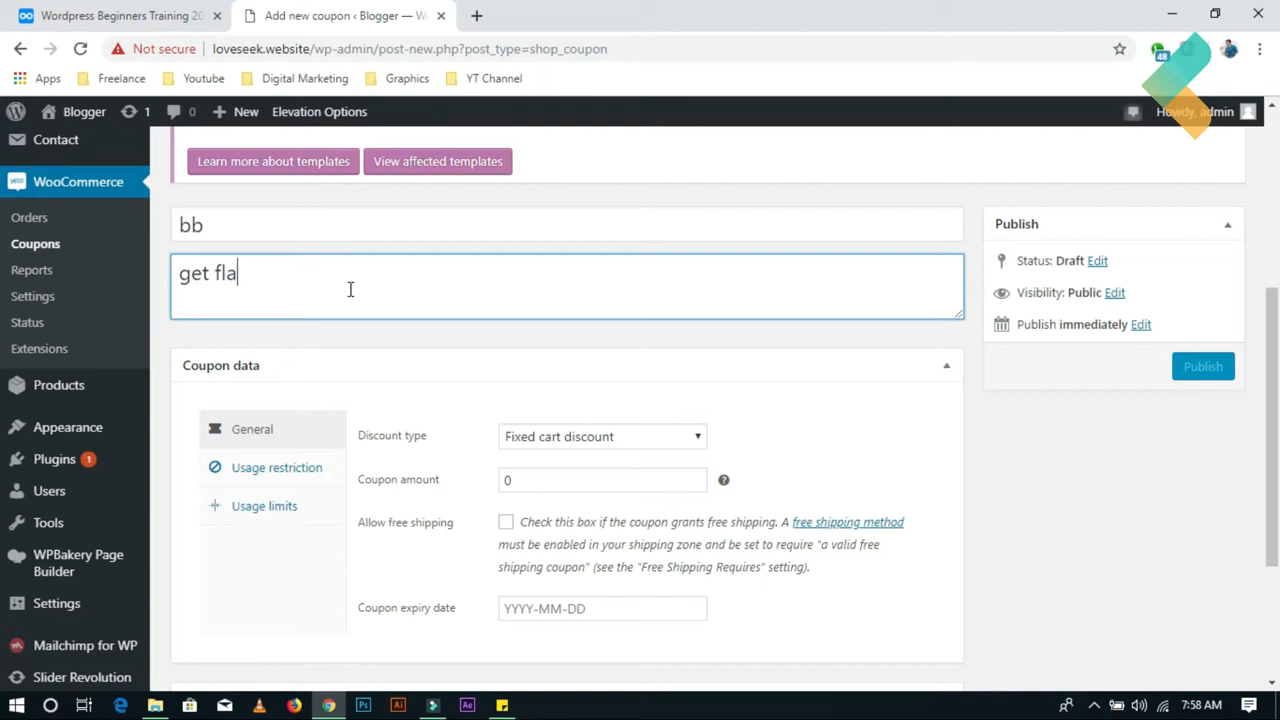 Wordpress Beginners Training 20
Add new coupon ‹ Blogger — W
Not secure
loveseek.website/wp-admin/post-new.php?post_type=shop_coupon
48
Apps
Freelance
Youtube
Digital Marketing
Graphics
YT Channel
Blogger
1
0
New
Elevation Options
Howdy, admin
Contact
WooCommerce
Orders
Coupons
Reports
Settings
Status
Extensions
Products
Appearance
Plugins 1
Users
Tools
WPBakery Page
Builder
Settings
Mailchimp for WP
Slider Revolution
Learn more about templates
View affected templates
bb
get fla
Coupon data
General
Usage restriction
Usage limits
Discount type
Fixed cart discount
Coupon amount
0
Allow free shipping
Check this box if the coupon grants free shipping. A free shipping method
must be enabled in your shipping zone and be set to require "a valid free
shipping coupon" (see the "Free Shipping Requires" setting).
Coupon expiry date
YYYY-MM-DD
Publish
Status: Draft Edit
Visibility: Public Edit
Publish immediately Edit
Publish
Ps
Ai
Ae
7:58 AM